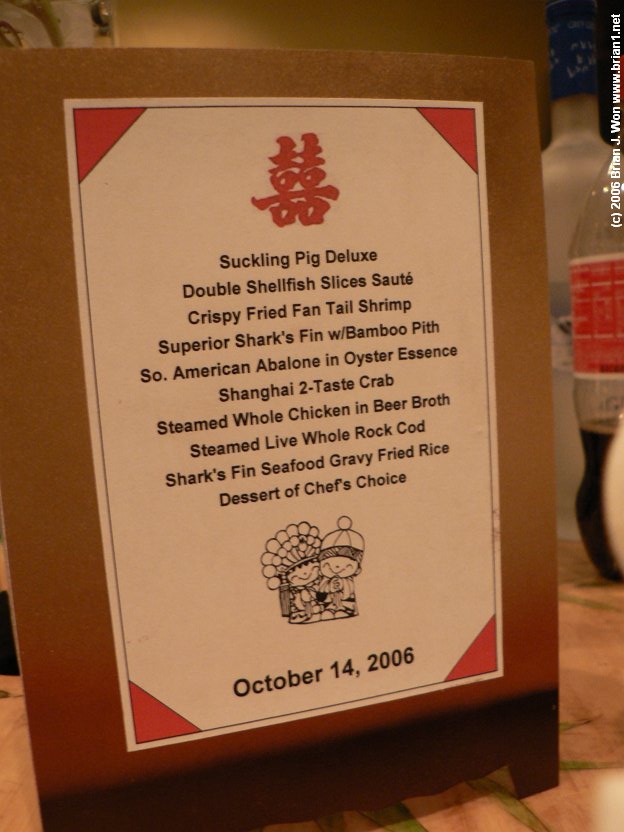 囍
Suckling Pig Deluxe
Double Shellfish Slices Sauté
Crispy Fried Fan Tail Shrimp
Superior Shark's Fin w/Bamboo Pith
So. American Abalone in Oyster Essence
Shanghai 2-Taste Crab
Steamed Whole Chicken in Beer Broth
Steamed Live Whole Rock Cod
Shark's Fin Seafood Gravy Fried Rice
Dessert of Chef's Choice
October 14, 2006
(c) 2006 Brian J. Won www.brian1.net